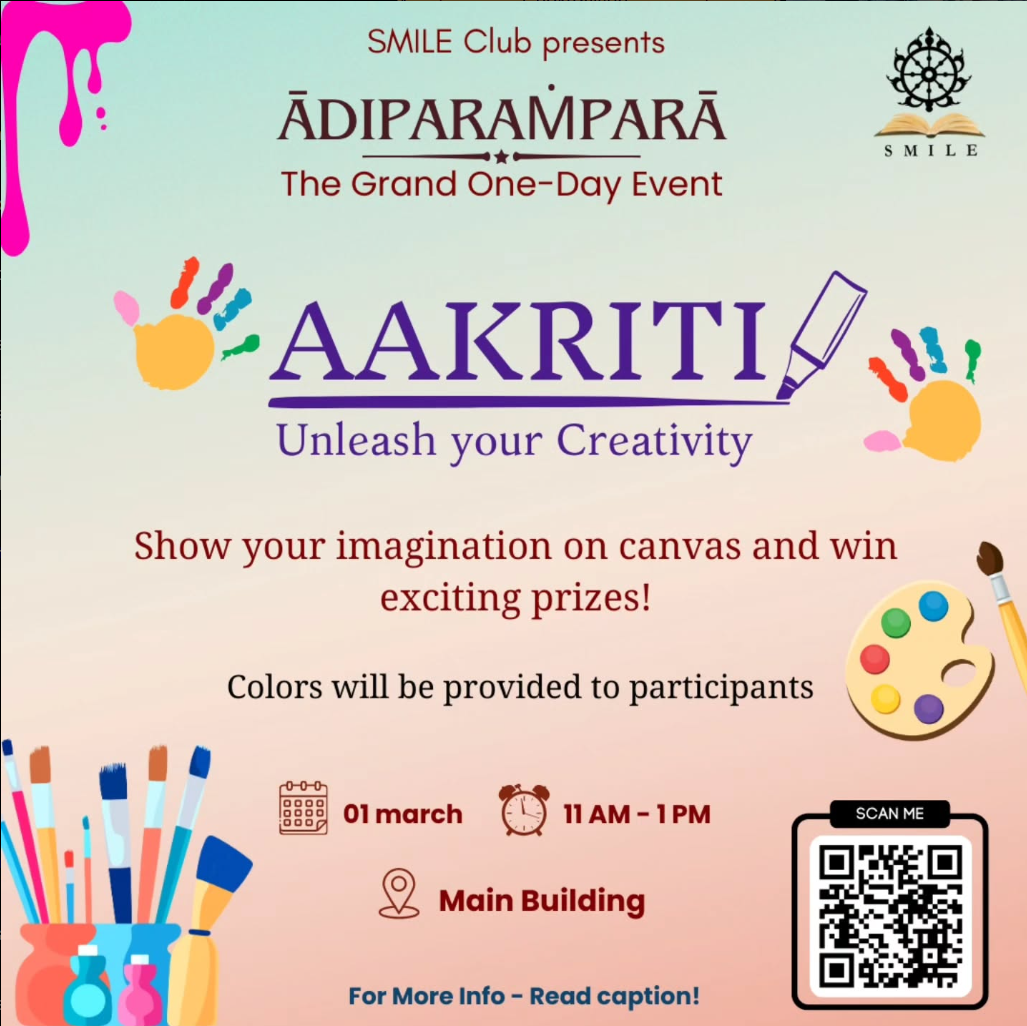 SMILE Club presents
ĀDIPARAṀPARĀ
The Grand One-Day Event
SMILE
AAKRITI
Unleash your Creativity
Show your imagination on canvas and win
exciting prizes!
Colors will be provided to participants
01 march
11 AM - 1 PM
Main Building
SCAN ME
For More Info - Read caption!